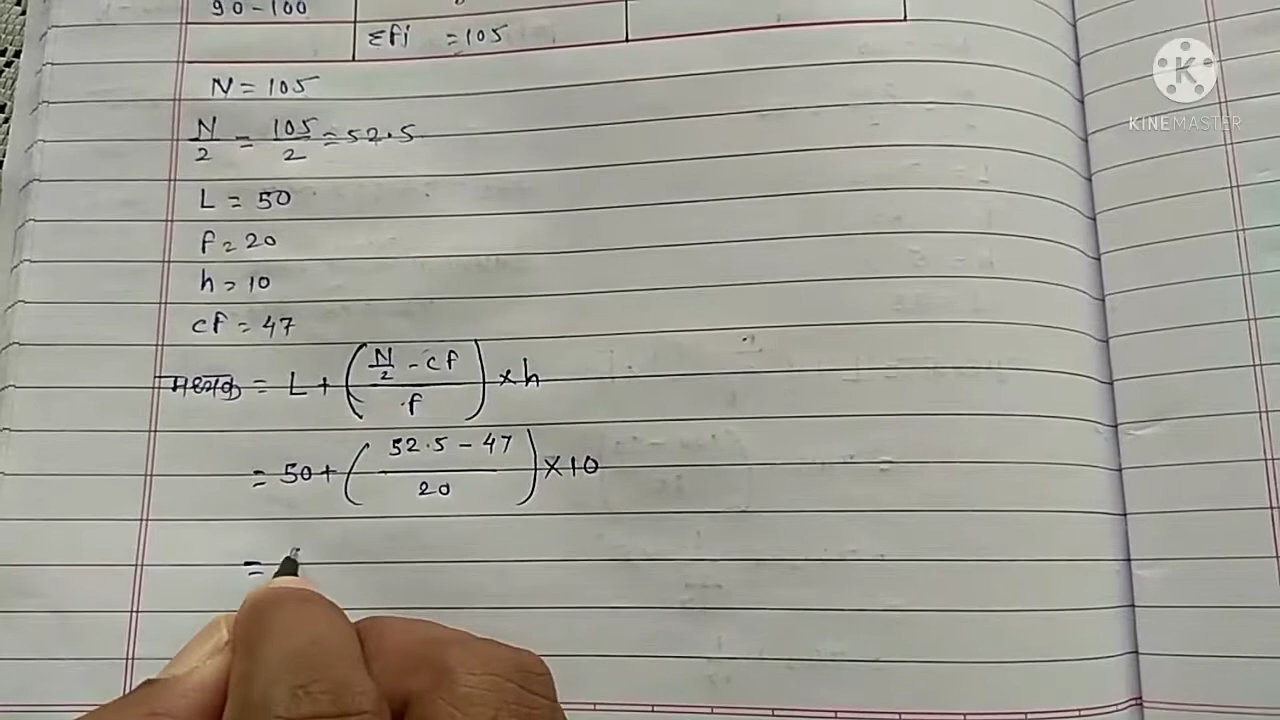 90-100
Σfi = 105
KINEMASTER
N = 105
N/2 = 105/2 = 52.5
L = 50
f = 20
h = 10
cf = 47
मध्यक = L + ( (N/2 - cf) / f ) × h
= 50 + ( (52.5 - 47) / 20 ) × 10
=